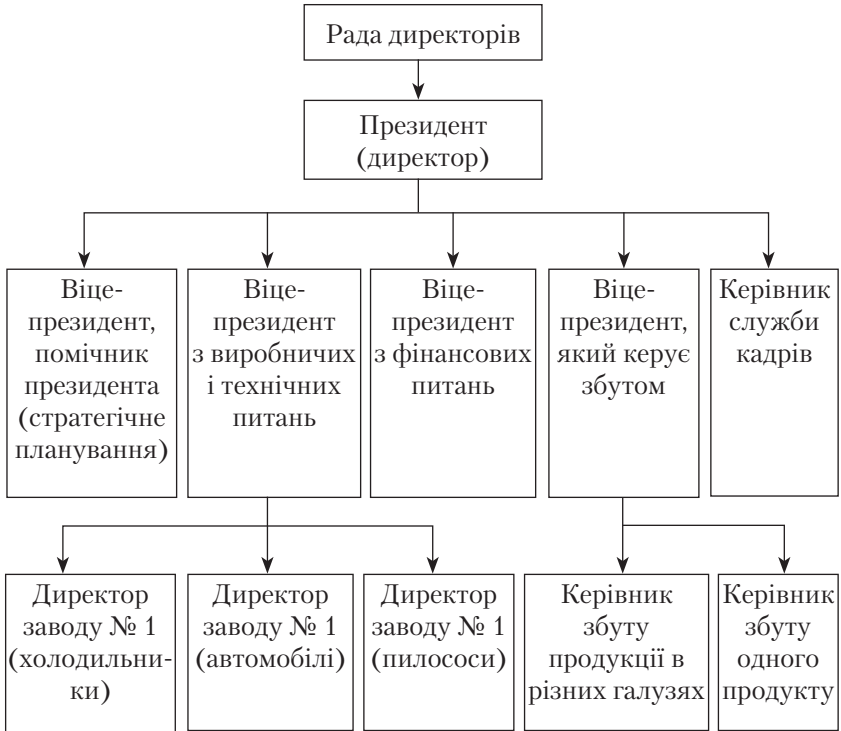 Рада директорів
Президент
(директор)
Віце-
президент,
помічник
президента
(стратегічне
планування)
Віце-
президент
з виробничих
і технічних
питань
Віце-
президент
з фінансових
питань
Віце-
президент,
який керує
збутом
Керівник
служби
кадрів
Директор
заводу № 1
(холодильни-
ки)
Директор
заводу № 1
(автомобілі)
Директор
заводу № 1
(пилососи)
Керівник
збуту
продукції в
різних галузях
Керівник
збуту
одного
продукту